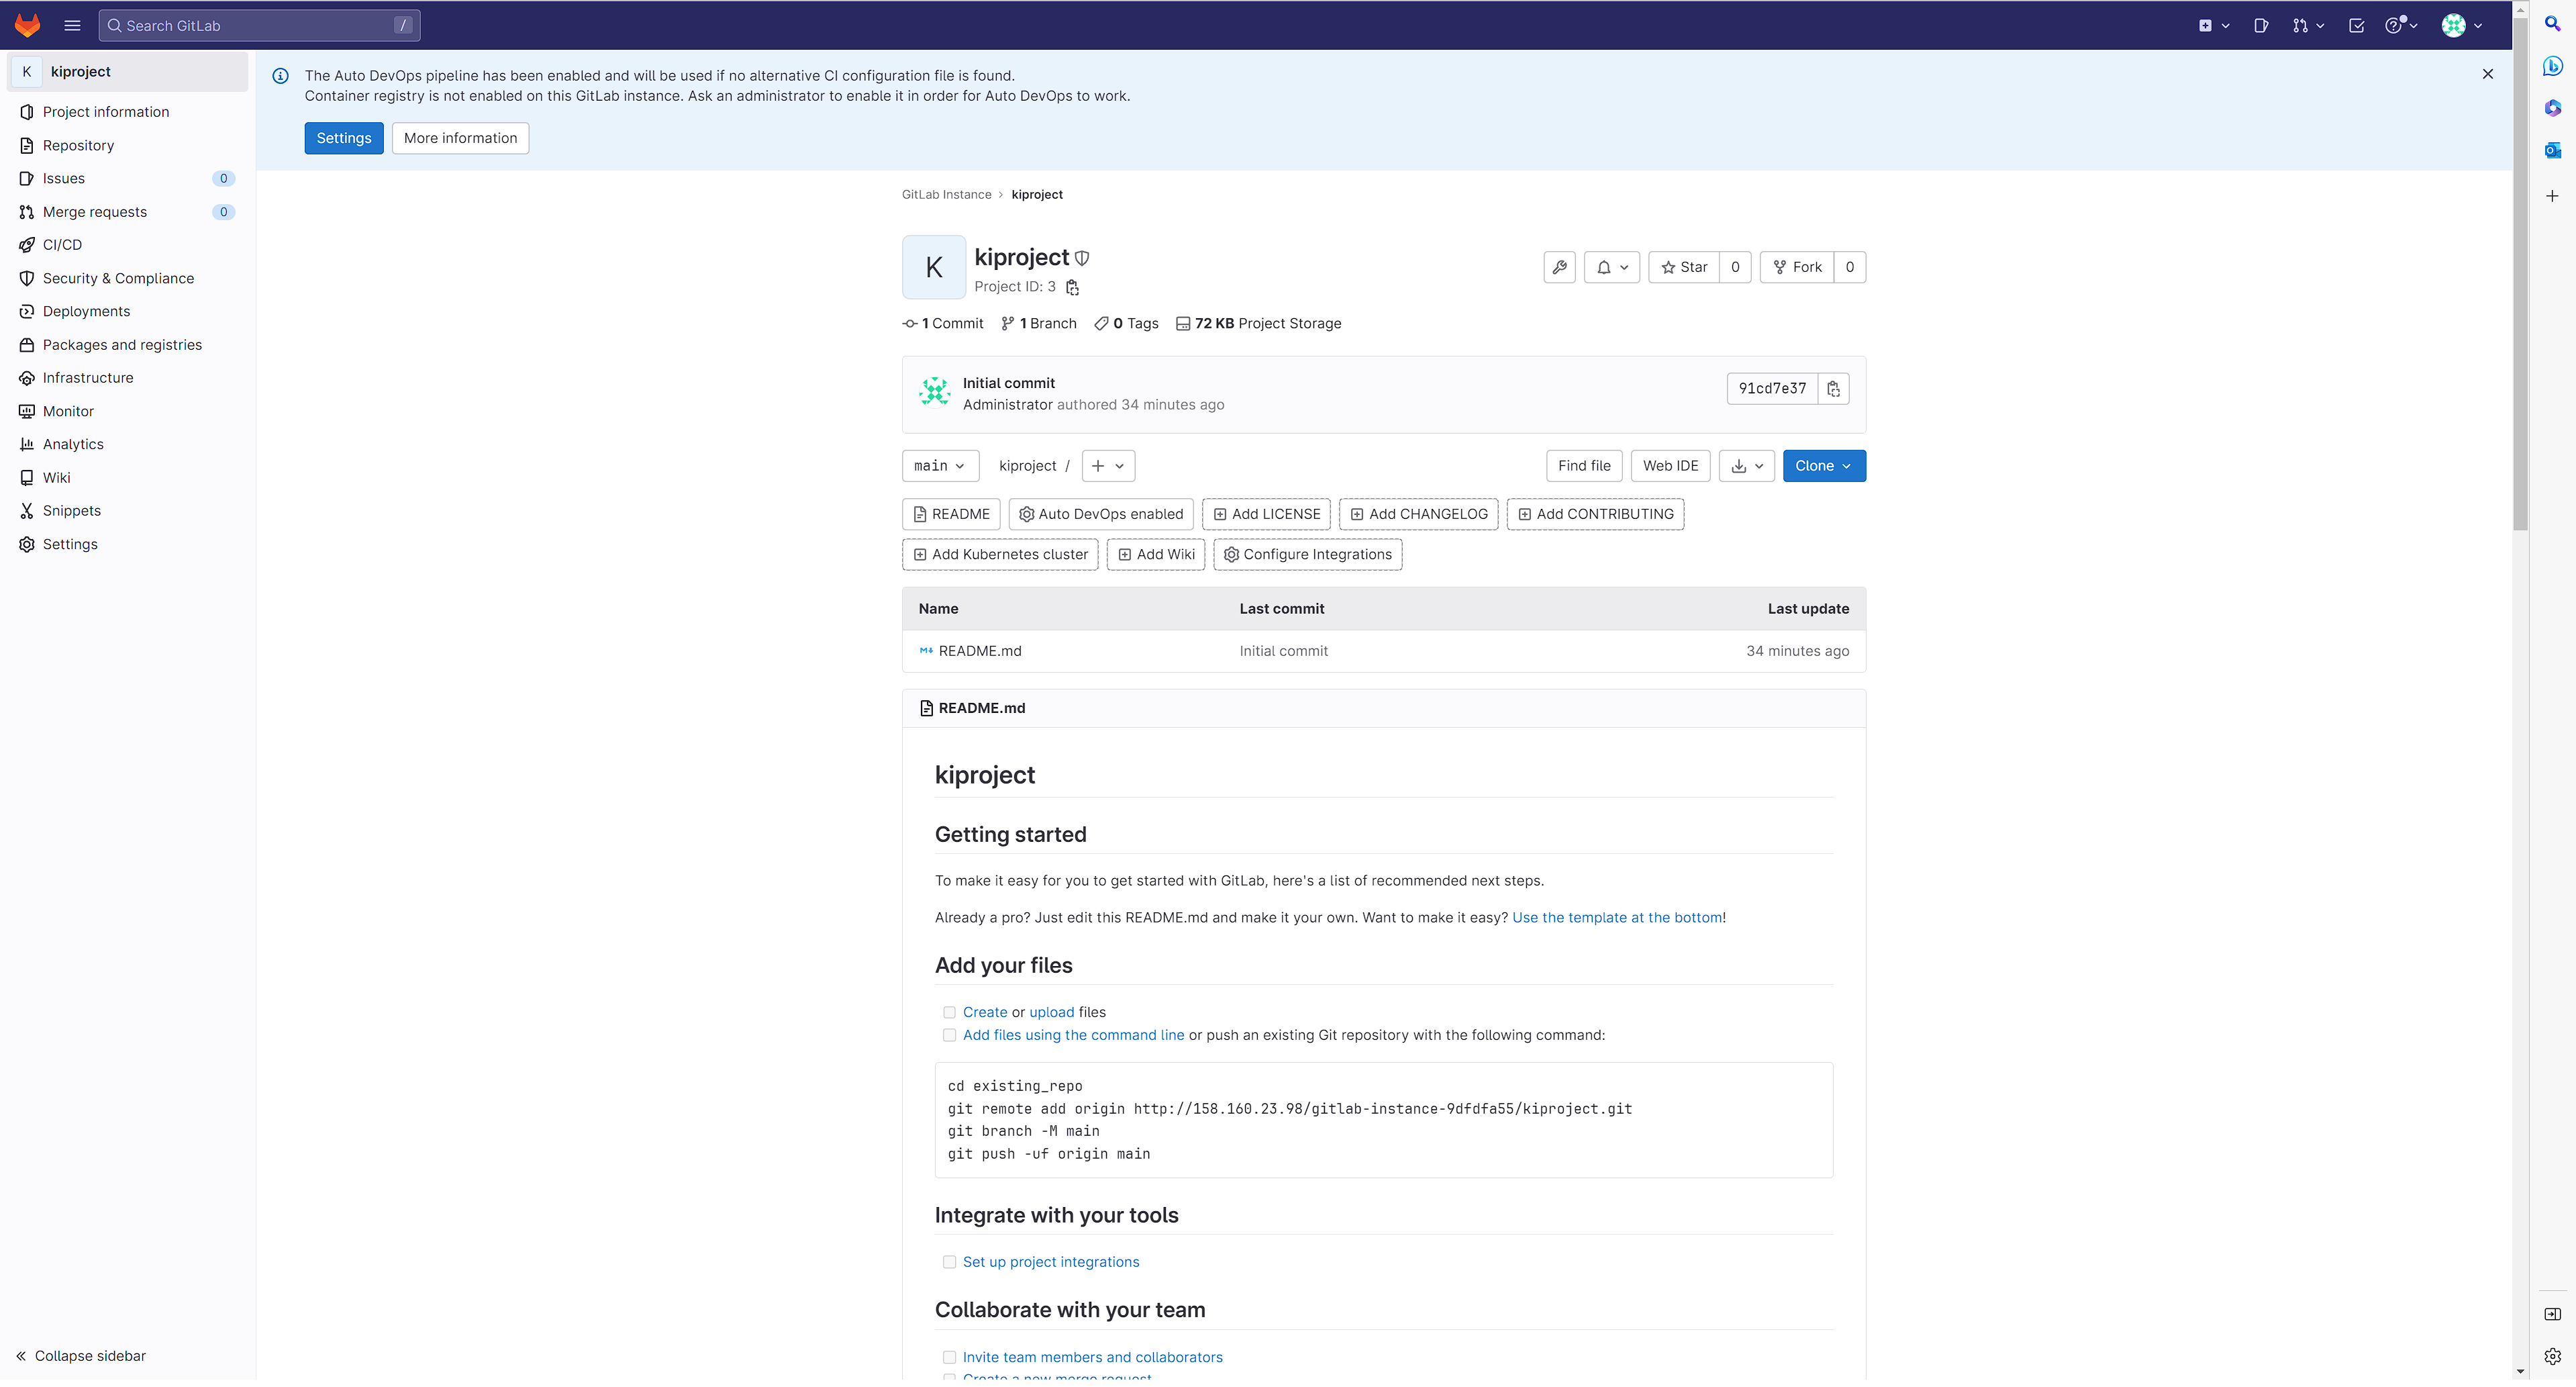 Search GitLab /
K kiproject
Project information
Repository
Issues 0
Merge requests 0
CI/CD
Security & Compliance
Deployments
Packages and registries
Infrastructure
Monitor
Analytics
Wiki
Snippets
Settings
Collapse sidebar
The Auto DevOps pipeline has been enabled and will be used if no alternative CI configuration file is found.
Container registry is not enabled on this GitLab instance. Ask an administrator to enable it in order for Auto DevOps to work.
Settings More information
GitLab Instance › kiproject
K
kiproject
Project ID: 3
Star 0 Fork 0
1 Commit 1 Branch 0 Tags 72 KB Project Storage
Initial commit
Administrator authored 34 minutes ago
91cd7e37
main kiproject / + Find file Web IDE Clone
README Auto DevOps enabled Add LICENSE Add CHANGELOG Add CONTRIBUTING
Add Kubernetes cluster Add Wiki Configure Integrations
Name Last commit Last update
README.md Initial commit 34 minutes ago
README.md
kiproject
Getting started
To make it easy for you to get started with GitLab, here's a list of recommended next steps.
Already a pro? Just edit this README.md and make it your own. Want to make it easy? Use the template at the bottom!
Add your files
Create or upload files
Add files using the command line or push an existing Git repository with the following command:
cd existing_repo
git remote add origin http://158.160.23.98/gitlab-instance-9dfdfa55/kiproject.git
git branch -M main
git push -uf origin main
Integrate with your tools
Set up project integrations
Collaborate with your team
Invite team members and collaborators
Create a new merge request